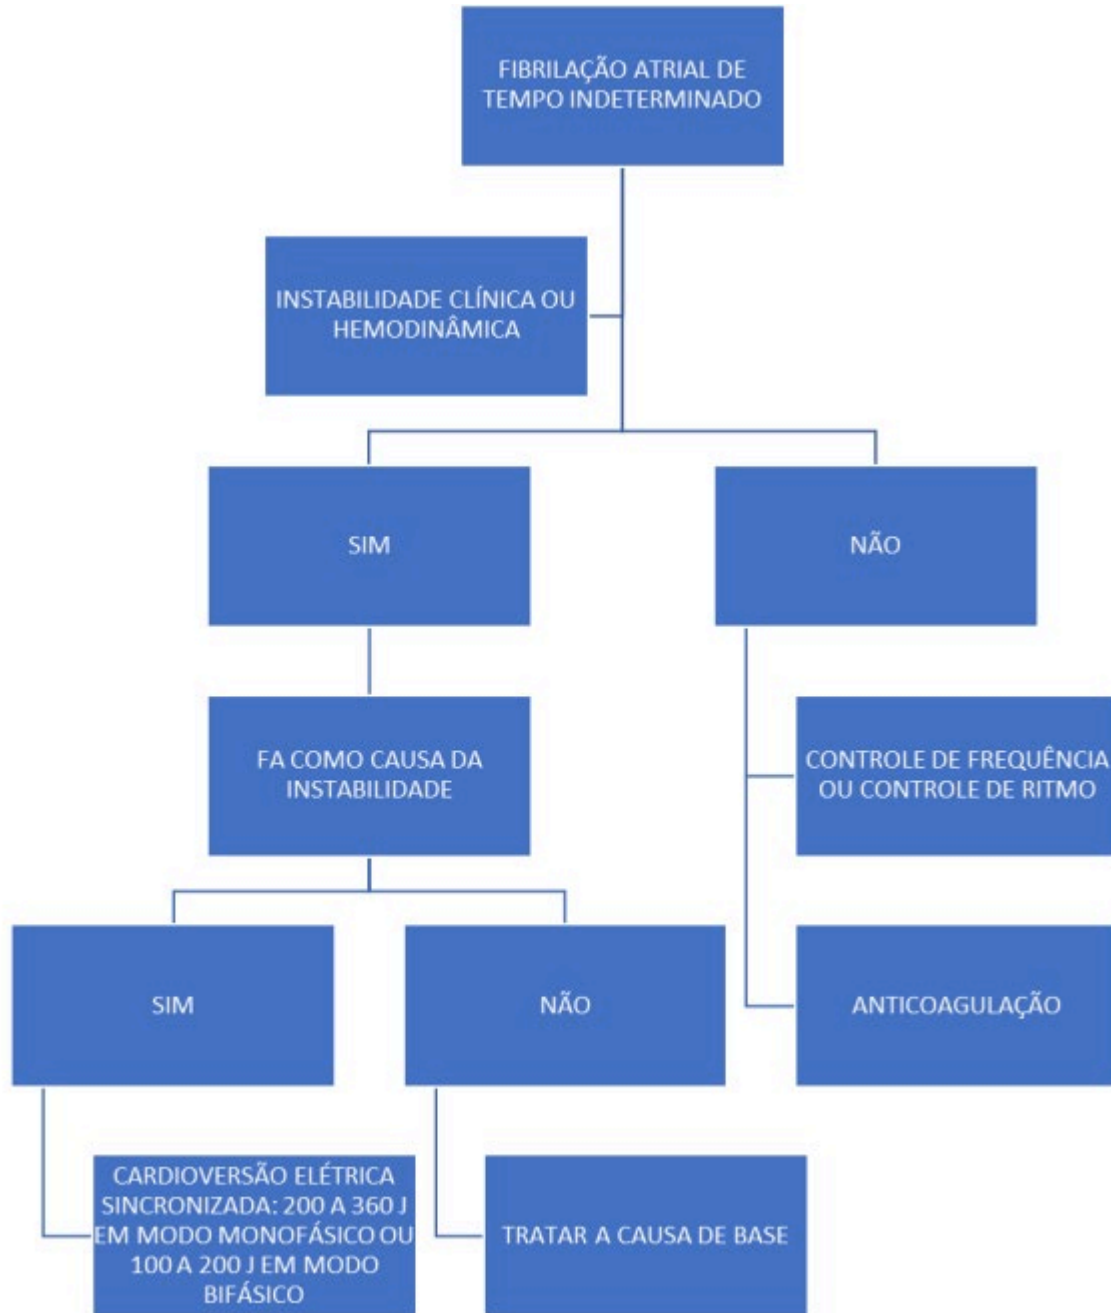 FIBRILAÇÃO ATRIAL DE
TEMPO INDETERMINADO
INSTABILIDADE CLÍNICA OU
HEMODINÂMICA
SIM
NÃO
FA COMO CAUSA DA
INSTABILIDADE
CONTROLE DE FREQUÊNCIA
OU CONTROLE DE RITMO
SIM
NÃO
ANTICOAGULAÇÃO
CARDIOVERSÃO ELÉTRICA
SINCRONIZADA: 200 A 360 J
EM MODO MONOFÁSICO OU
100 A 200 J EM MODO
BIFÁSICO
TRATAR A CAUSA DE BASE